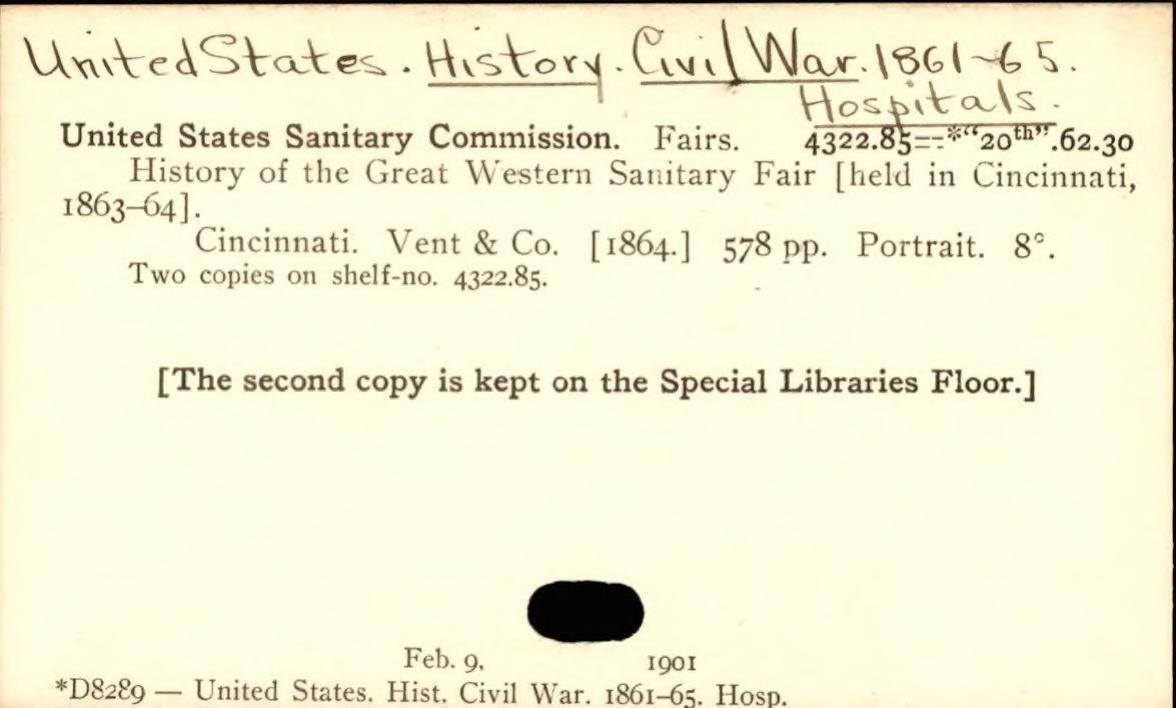 United States. History. Civil War. 1861-65.
Hospitals.
United States Sanitary Commission. Fairs. 4322.85==*"20th".62.30
History of the Great Western Sanitary Fair [held in Cincinnati,
1863–64].
Cincinnati. Vent & Co. [1864.] 578 pp. Portrait. 8°.
Two copies on shelf-no. 4322.85.
[The second copy is kept on the Special Libraries Floor.]
Feb. 9, 1901
*D8289 — United States. Hist. Civil War. 1861–65. Hosp.